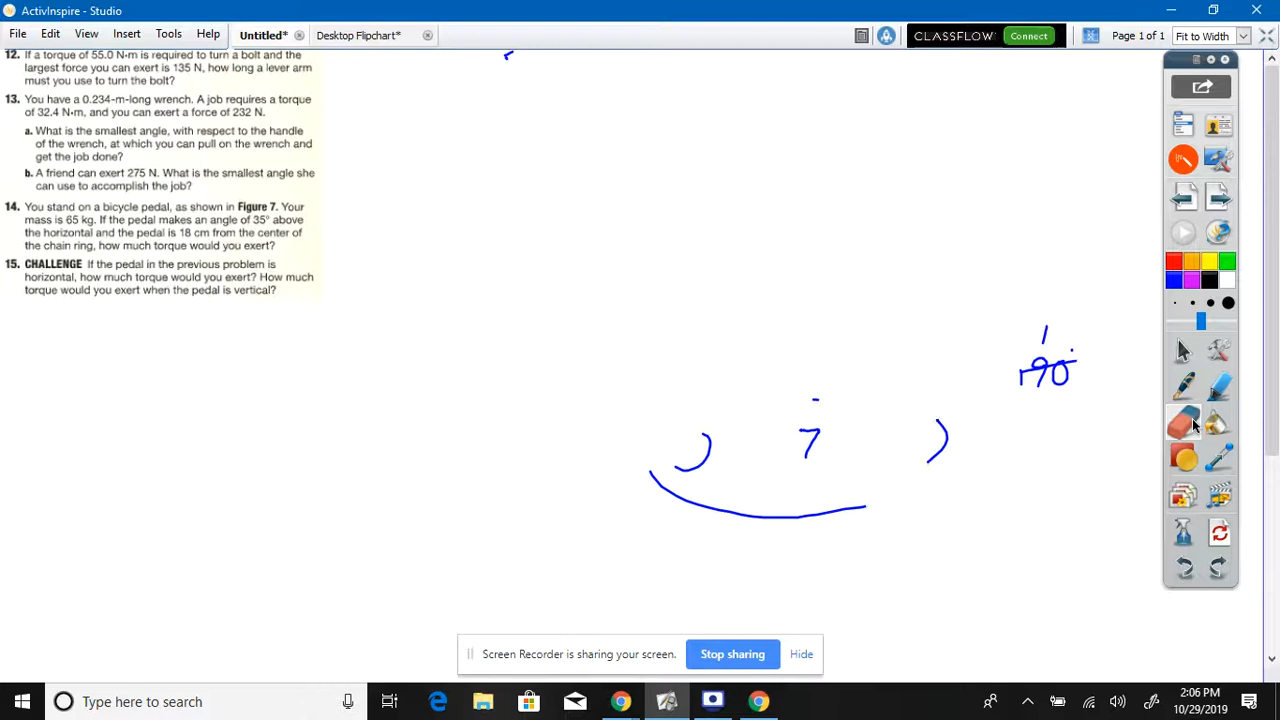 ActivInspire - Studio
File Edit View Insert Tools Help Untitled* Desktop Flipchart* CLASSFLOW Connect Page 1 of 1 Fit to Width
12. If a torque of 55.0 N•m is required to turn a bolt and the
largest force you can exert is 135 N, how long a lever arm
must you use to turn the bolt?
13. You have a 0.234-m-long wrench. A job requires a torque
of 32.4 N•m, and you can exert a force of 232 N.
a. What is the smallest angle, with respect to the handle
of the wrench, at which you can pull on the wrench and
get the job done?
b. A friend can exert 275 N. What is the smallest angle she
can use to accomplish the job?
14. You stand on a bicycle pedal, as shown in Figure 7. Your
mass is 65 kg. If the pedal makes an angle of 35° above
the horizontal and the pedal is 18 cm from the center of
the chain ring, how much torque would you exert?
15. CHALLENGE If the pedal in the previous problem is
horizontal, how much torque would you exert? How much
torque would you exert when the pedal is vertical?
1
90
7 )
Screen Recorder is sharing your screen. Stop sharing Hide
Type here to search
2:06 PM
10/29/2019